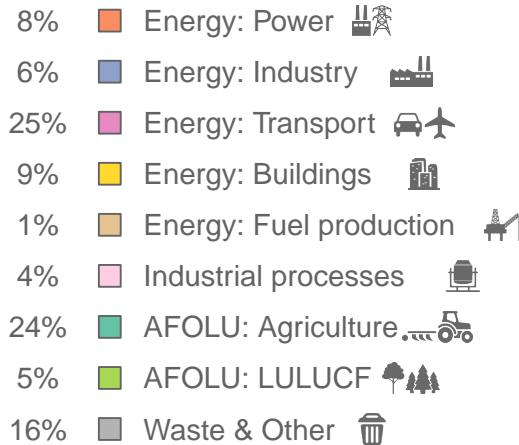 8% Energy: Power
6% Energy: Industry
25% Energy: Transport
9% Energy: Buildings
1% Energy: Fuel production
4% Industrial processes
24% AFOLU: Agriculture
5% AFOLU: LULUCF
16% Waste & Other